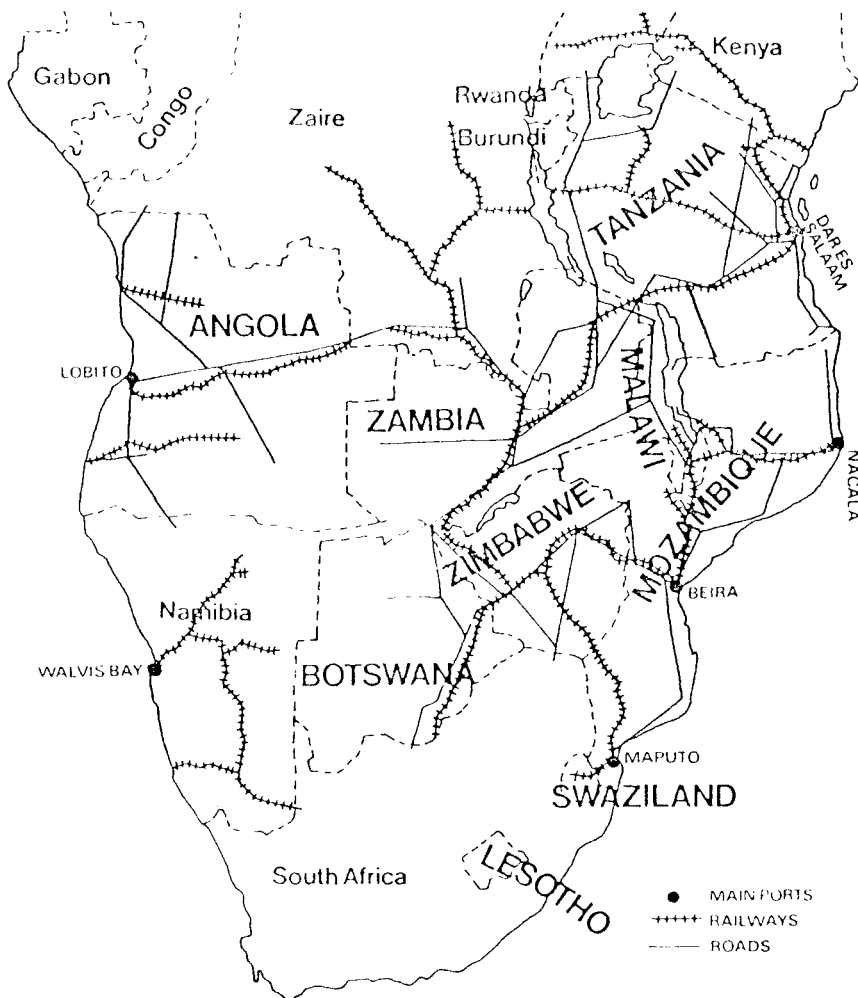 Gabon
Congo
Zaire
Rwanda
Burundi
Kenya
TANZANIA
DAR ES
SALAAM
ANGOLA
LOBITO
ZAMBIA
MALAWI
MOZAMBIQUE
NACALA
ZIMBABWE
BEIRA
Namibia
WALVIS BAY
BOTSWANA
MAPUTO
SWAZILAND
South Africa
LESOTHO
MAIN PORTS
RAILWAYS
ROADS